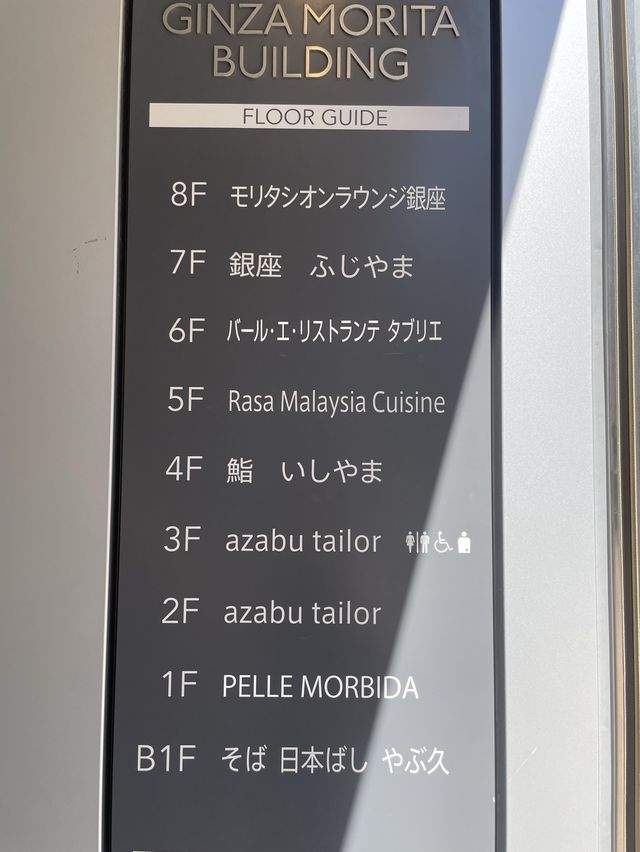 GINZA MORITA
BUILDING
FLOOR GUIDE
8F モリタシオンラウンジ銀座
7F 銀座　ふじやま
6F バール・エ・リストランテ タブリエ
5F Rasa Malaysia Cuisine
4F 鮨　いしやま
3F azabu tailor
2F azabu tailor
1F PELLE MORBIDA
B1F そば 日本ばし やぶ久